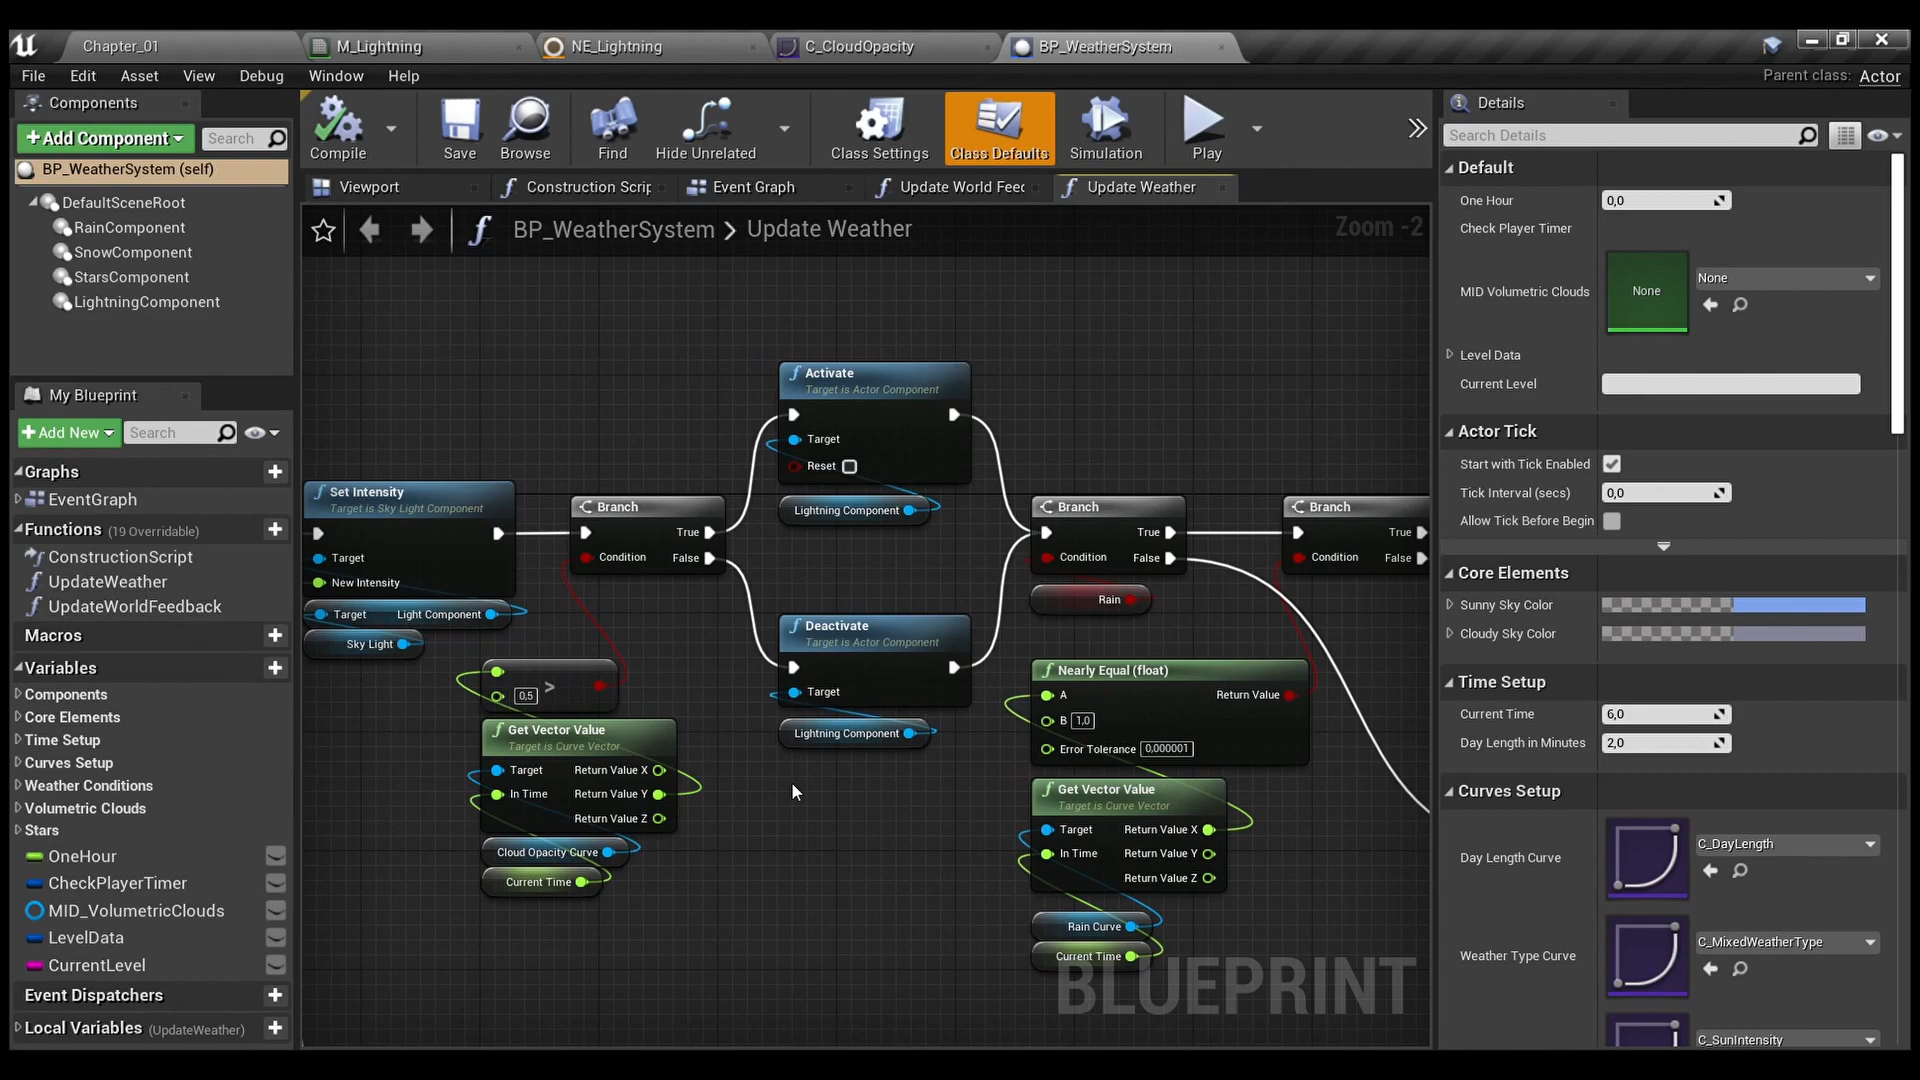 Chapter_01
M_Lightning
NE_Lightning
C_CloudOpacity
BP_WeatherSystem
File Edit Asset View Debug Window Help
Parent class: Actor
Components
+Add Component
Search
BP_WeatherSystem (self)
DefaultSceneRoot
RainComponent
SnowComponent
StarsComponent
LightningComponent
My Blueprint
+Add New
Search
Graphs
EventGraph
Functions (19 Overridable)
ConstructionScript
UpdateWeather
UpdateWorldFeedback
Macros
Variables
Components
Core Elements
Time Setup
Curves Setup
Weather Conditions
Volumetric Clouds
Stars
OneHour
CheckPlayerTimer
MID_VolumetricClouds
LevelData
CurrentLevel
Event Dispatchers
Local Variables (UpdateWeather)
Compile
Save
Browse
Find
Hide Unrelated
Class Settings
Class Defaults
Simulation
Play
Viewport
Construction Scrip
Event Graph
Update World Feec
Update Weather
BP_WeatherSystem > Update Weather
Zoom -2
Set Intensity
Target is Sky Light Component
Target
New Intensity
Target Light Component
Sky Light
Branch
True
Condition False
> 0,5
Get Vector Value
Target is Curve Vector
Target Return Value X
In Time Return Value Y
Return Value Z
Cloud Opacity Curve
Current Time
Activate
Target is Actor Component
Target
Reset
Lightning Component
Deactivate
Target is Actor Component
Target
Lightning Component
Branch
True
Condition False
Rain
Nearly Equal (float)
A Return Value
B 1,0
Error Tolerance 0,000001
Get Vector Value
Target is Curve Vector
Target Return Value X
In Time Return Value Y
Return Value Z
Rain Curve
Current Time
Branch
True
Condition False
BLUEPRINT
Details
Search Details
Default
One Hour 0,0
Check Player Timer
MID Volumetric Clouds None None
Level Data
Current Level
Actor Tick
Start with Tick Enabled
Tick Interval (secs) 0,0
Allow Tick Before Begin
Core Elements
Sunny Sky Color
Cloudy Sky Color
Time Setup
Current Time 6,0
Day Length in Minutes 2,0
Curves Setup
Day Length Curve C_DayLength
Weather Type Curve C_MixedWeatherType
C_SunIntensity